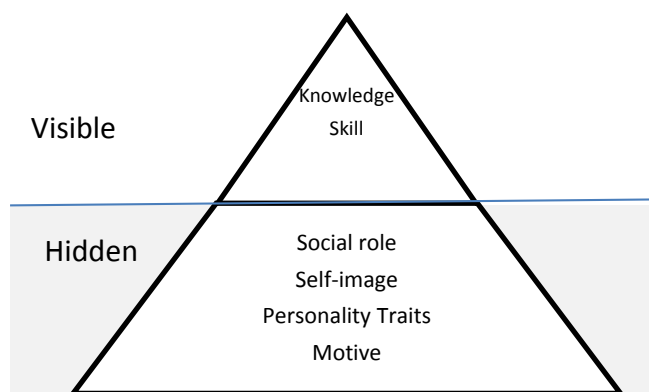 Knowledge
Visible
Skill
Hidden
Social role
Self-image
Personality Traits
Motive